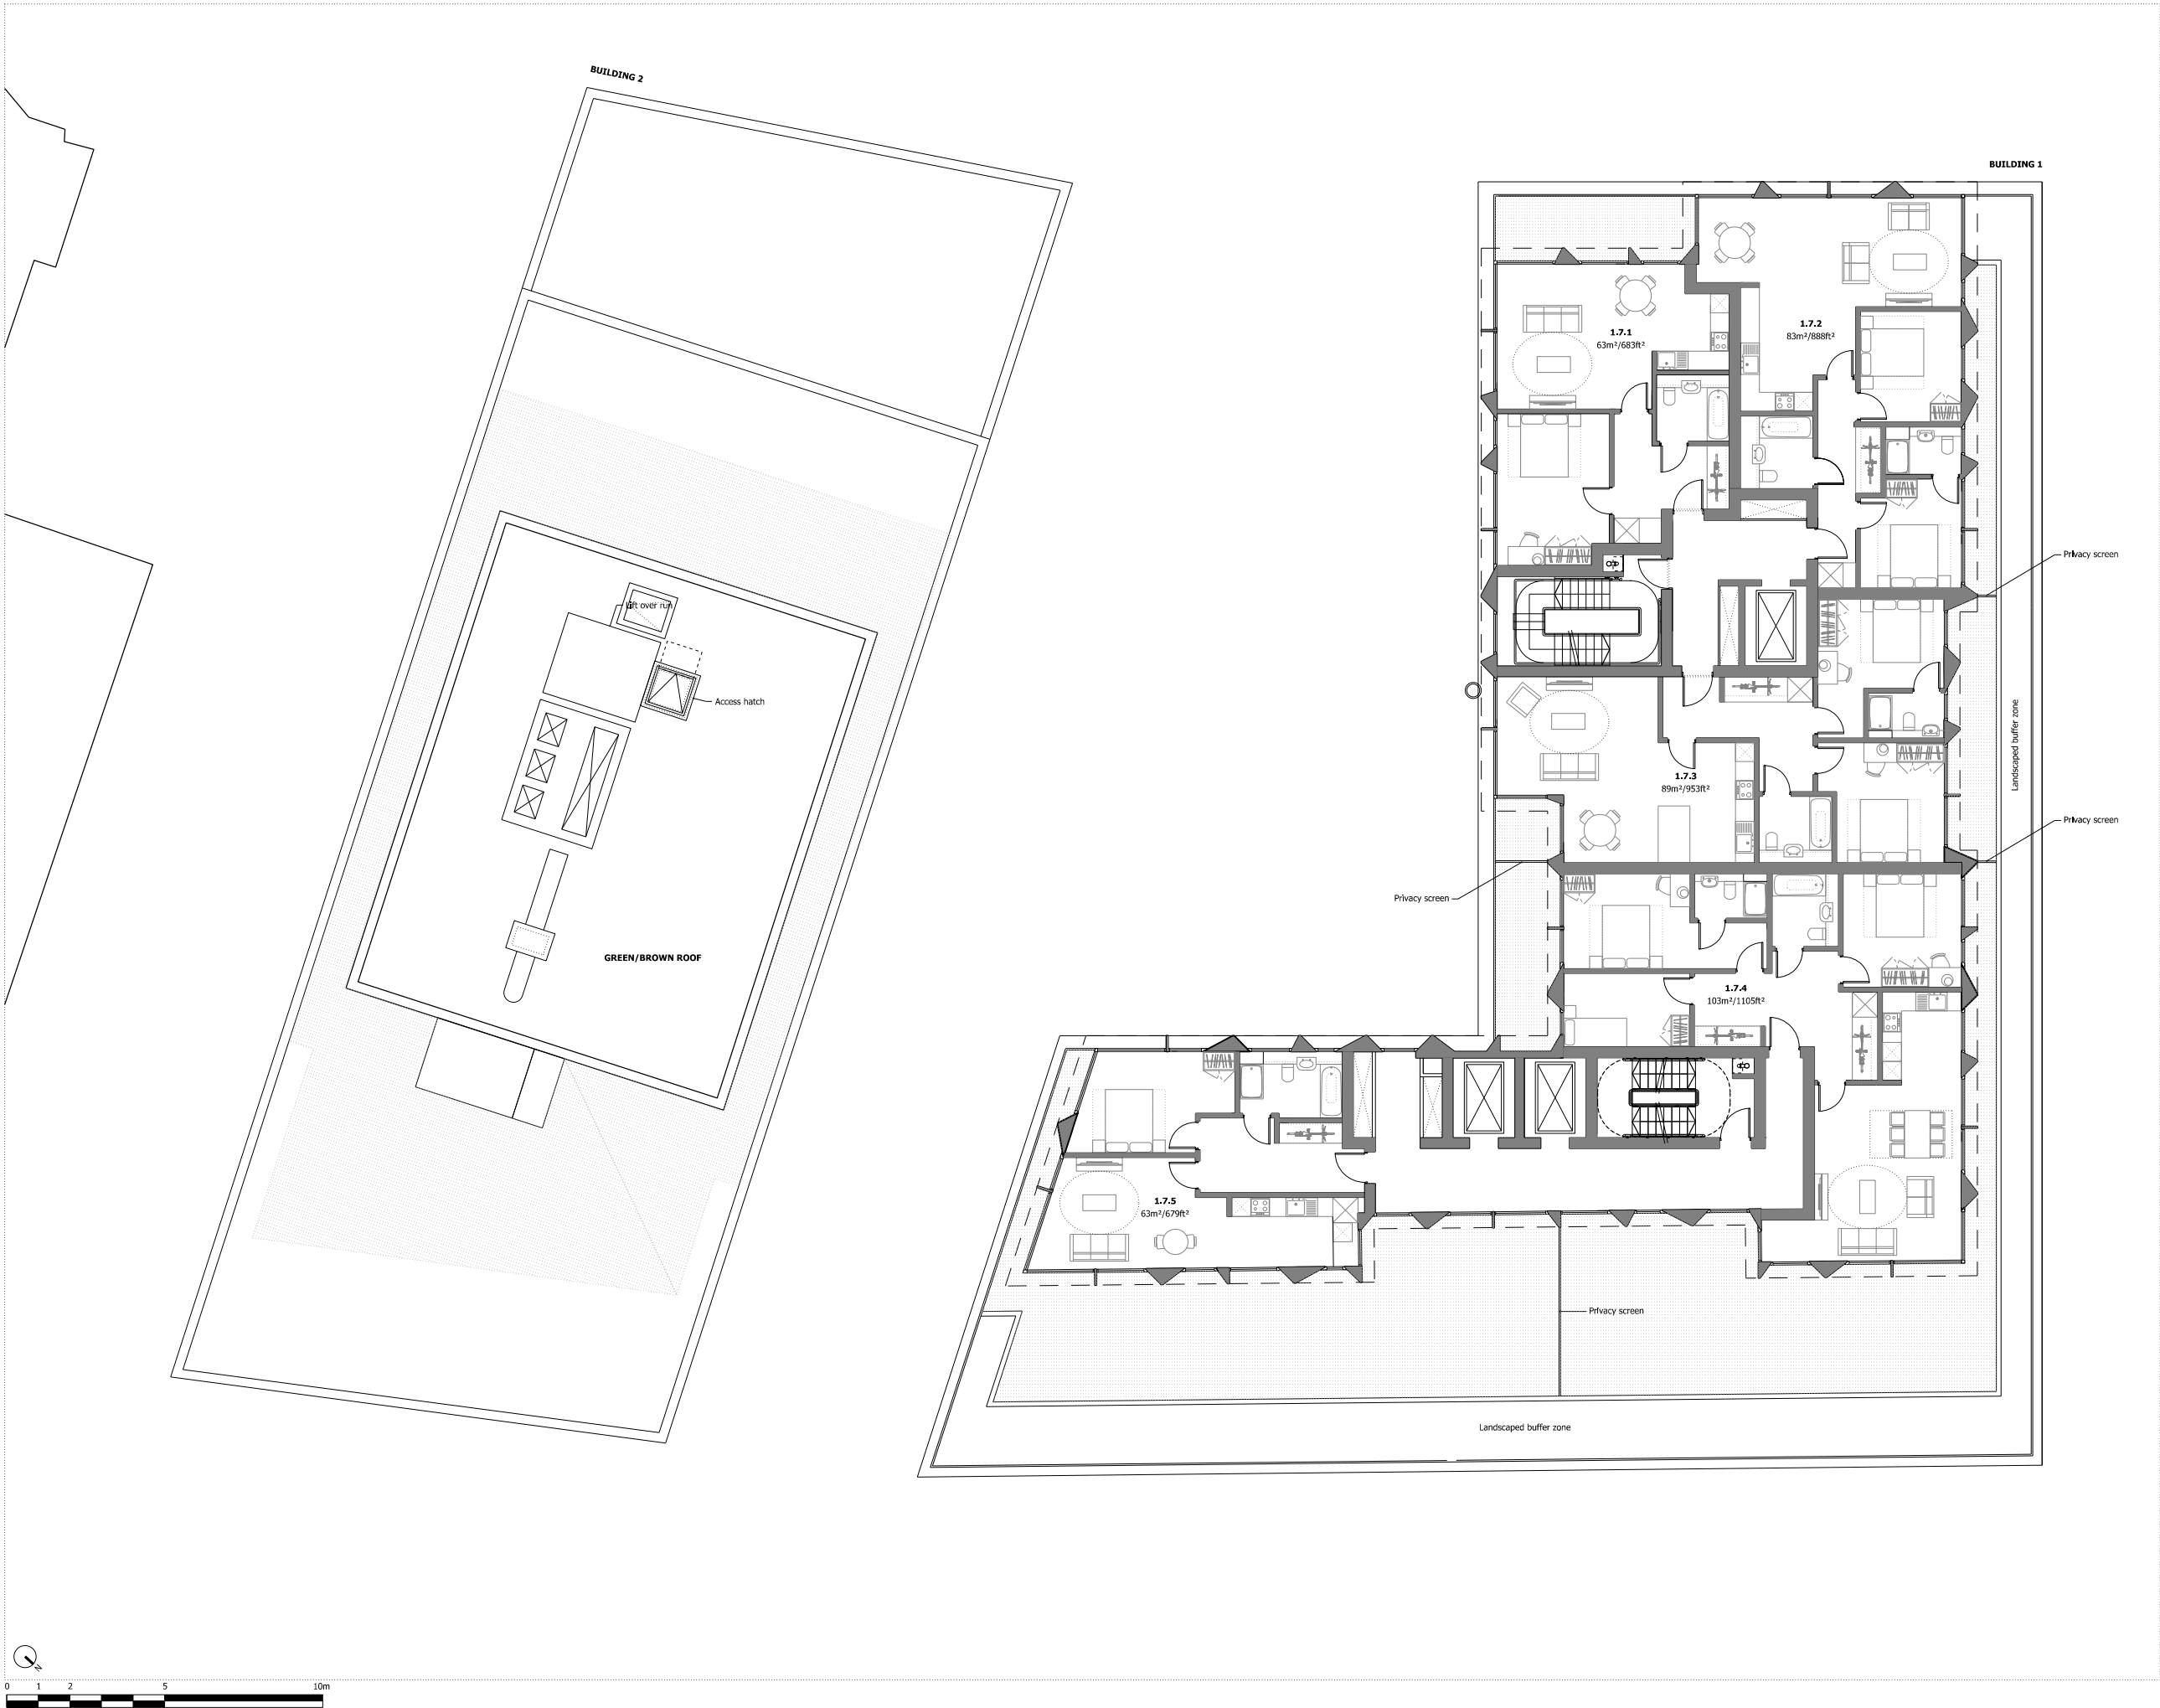 BUILDING 2
BUILDING 1
1.7.1
63m²/683ft²
1.7.2
83m²/888ft²
Privacy screen
Lift over run
Access hatch
Landscaped buffer zone
1.7.3
89m²/953ft²
Privacy screen
Privacy screen
GREEN/BROWN ROOF
1.7.4
103m²/1105ft²
1.7.5
63m²/679ft²
Privacy screen
Landscaped buffer zone
N
0 1 2 5 10m